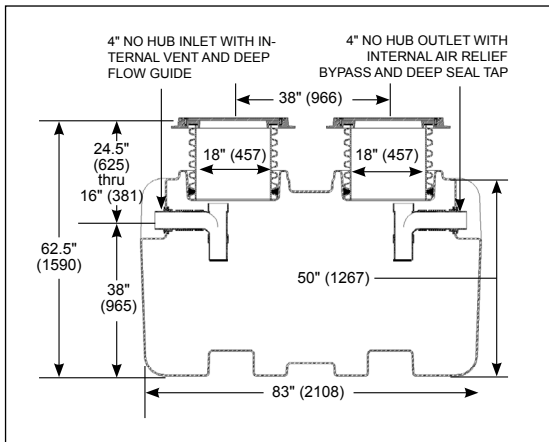 4" NO HUB INLET WITH IN-
TERNAL VENT AND DEEP
FLOW GUIDE
4" NO HUB OUTLET WITH
INTERNAL AIR RELIEF
BYPASS AND DEEP SEAL TAP
38" (966)
24.5"
(625)
thru
16" (381)
18" (457)
18" (457)
62.5"
(1590)
38"
(965)
50" (1267)
83" (2108)